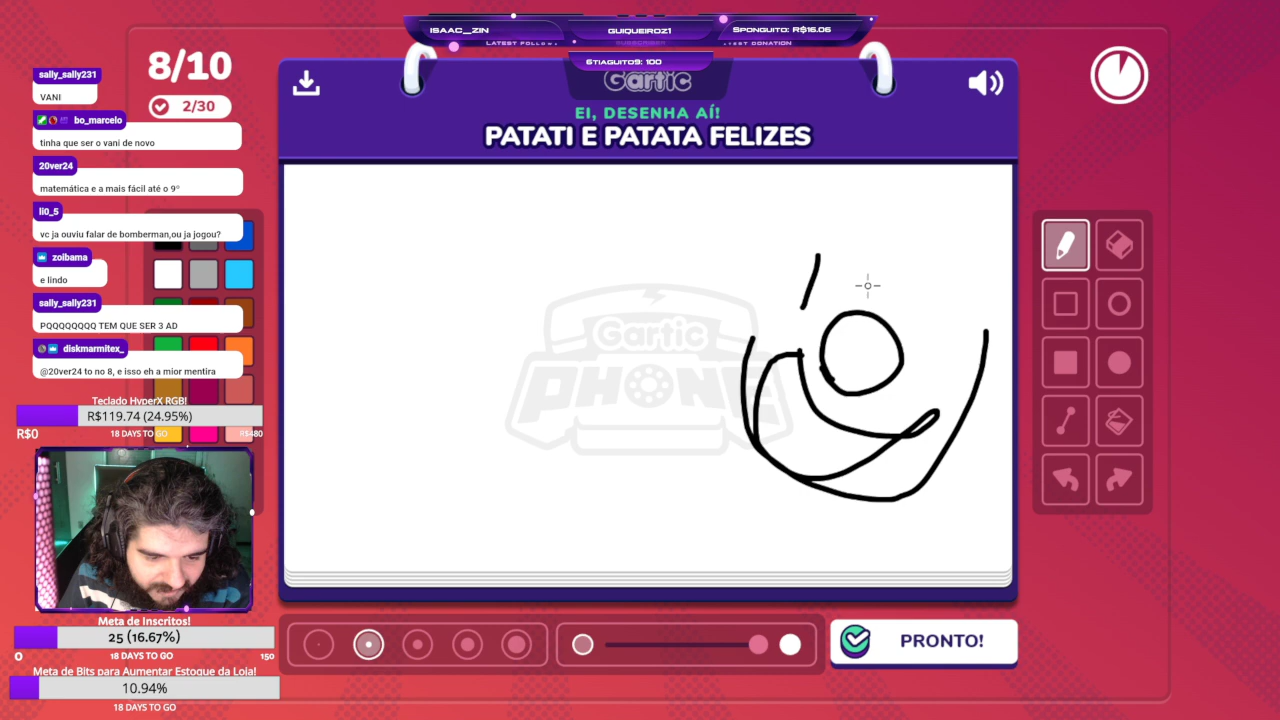 ISAAC__ZIN
GUIQUEIROZ1
SPONGUITO: R$16.06
SUBSCRIBER
6TIAGUITO9: 100
Gartic
8/10
2/30
EI, DESENHA AÍ!
PATATI E PATATA FELIZES
sally_sally231
VANI
bo_marcelo
tinha que ser o vani de novo
20ver24
matemática e a mais fácil até o 9°
li0_5
vc ja ouviu falar de bomberman,ou ja jogou?
zoibama
e lindo
sally_sally231
PQQQQQQQQ TEM QUE SER 3 AD
diskmarmitex_
@20ver24 to no 8, e isso eh a mior mentira
Gartic
PHONE
Teclado HyperX RGB!
R$119.74 (24.95%)
R$0
18 DAYS TO GO
R$480
Meta de Inscritos!
25 (16.67%)
0
18 DAYS TO GO
150
Meta de Bits para Aumentar Estoque da Loja!
10.94%
18 DAYS TO GO
PRONTO!